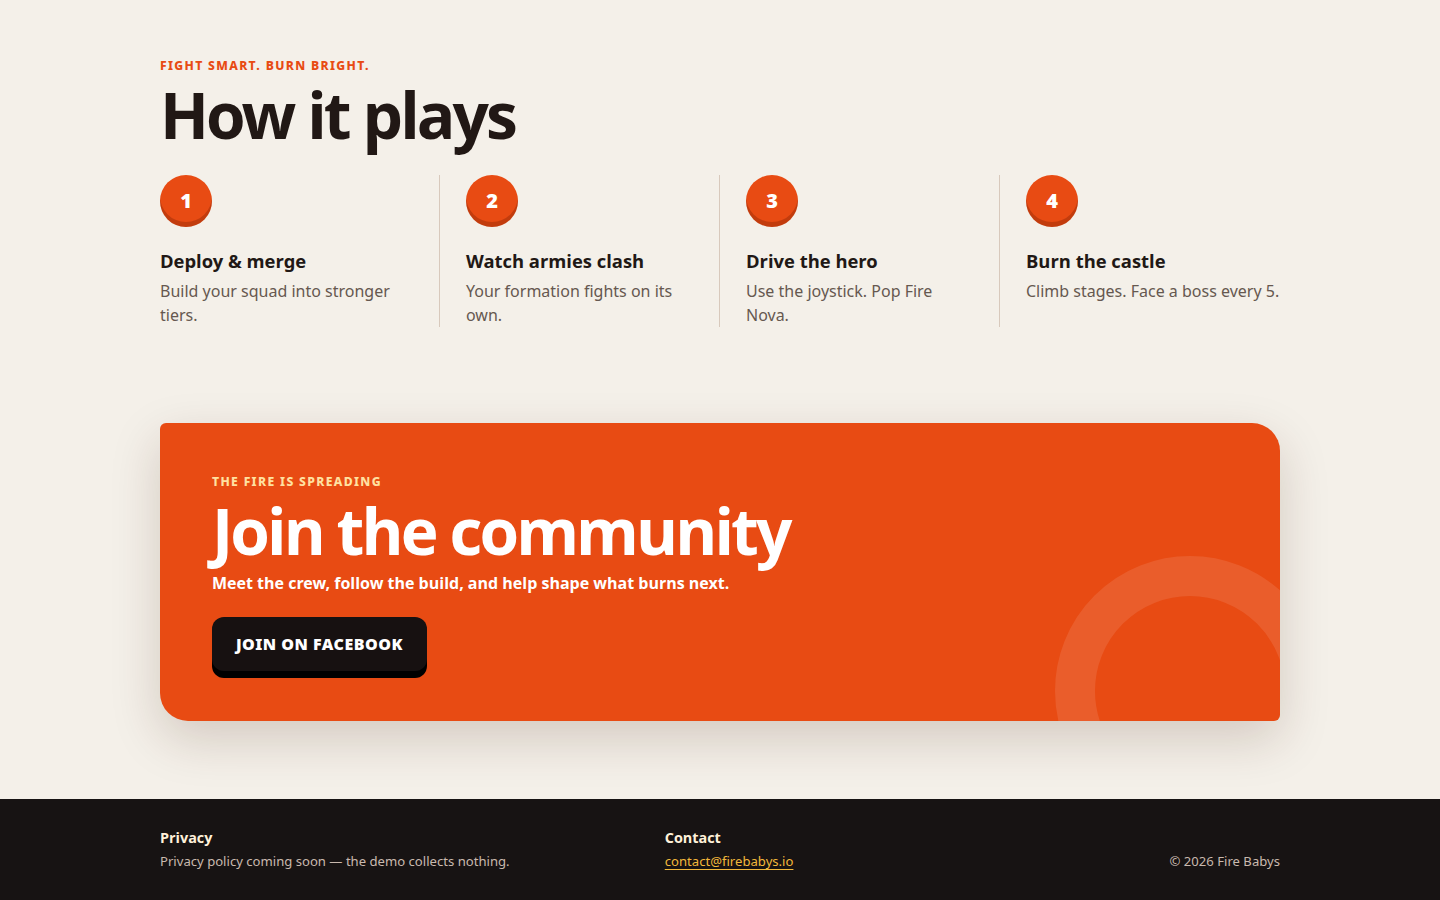 FIGHT SMART. BURN BRIGHT.
How it plays
1
Deploy & merge
Build your squad into stronger
tiers.
2
Watch armies clash
Your formation fights on its
own.
3
Drive the hero
Use the joystick. Pop Fire
Nova.
4
Burn the castle
Climb stages. Face a boss every 5.
THE FIRE IS SPREADING
Join the community
Meet the crew, follow the build, and help shape what burns next.
JOIN ON FACEBOOK
Privacy
Privacy policy coming soon — the demo collects nothing.
Contact
contact@firebabys.io
© 2026 Fire Babys